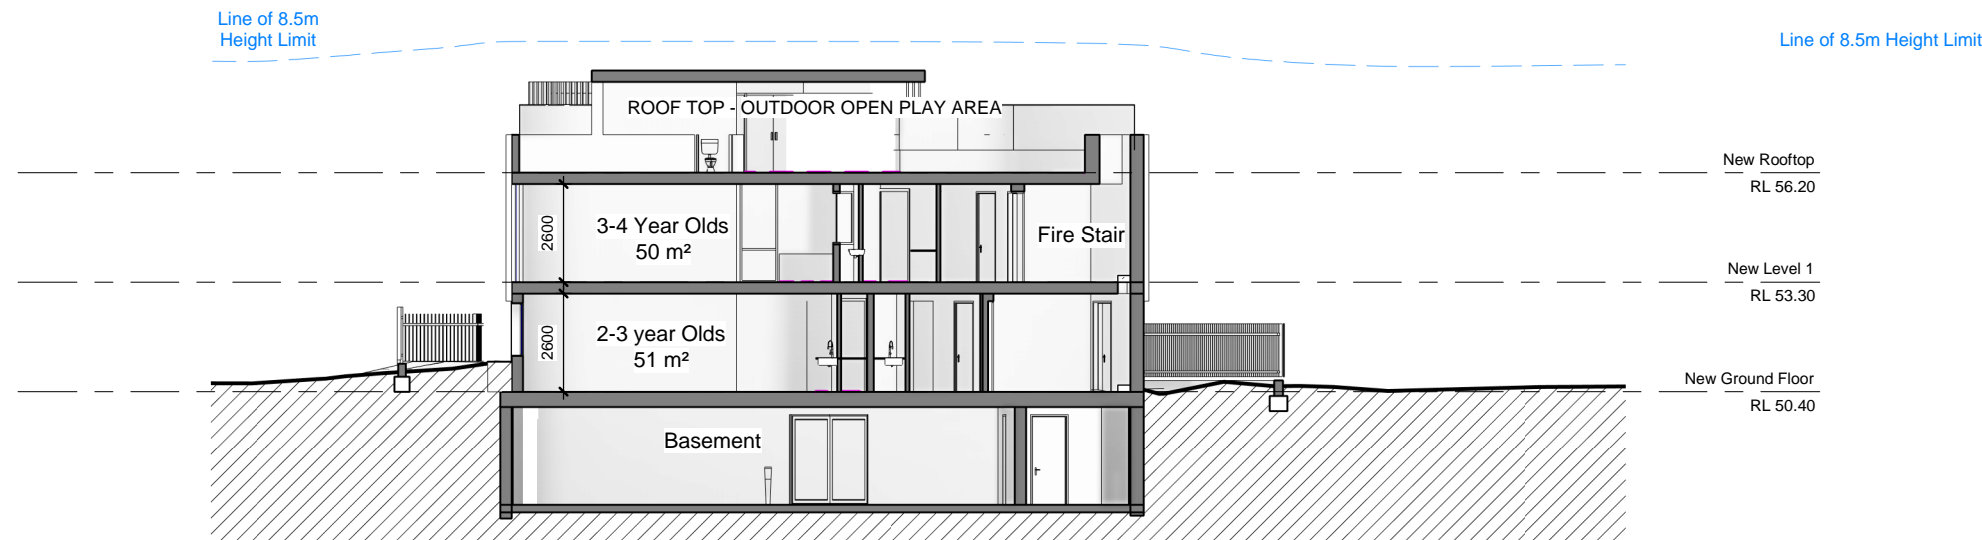 Line of 8.5m
Height Limit
Line of 8.5m Height Limit
ROOF TOP - OUTDOOR OPEN PLAY AREA
New Rooftop
RL 56.20
2600
3-4 Year Olds
50 m²
Fire Stair
New Level 1
RL 53.30
2600
2-3 year Olds
51 m²
New Ground Floor
RL 50.40
Basement